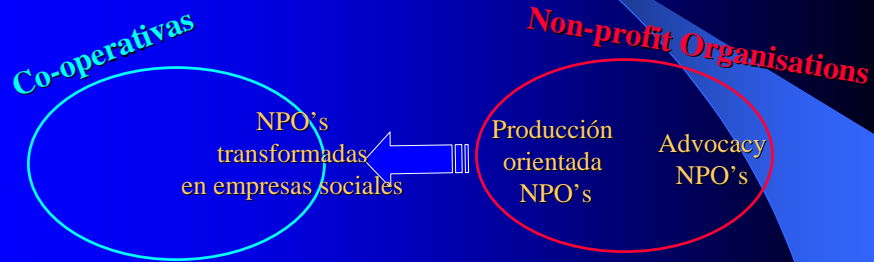 Co-operativas
Non-profit Organisations
NPO's
transformadas
en empresas sociales
Producción
orientada
NPO's
Advocacy
NPO's